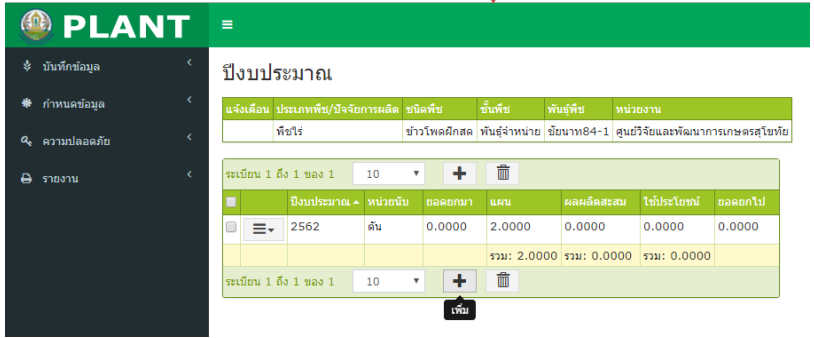 PLANT
บันทึกข้อมูล
กำหนดข้อมูล
ความปลอดภัย
รายงาน
ปีงบประมาณ
แจ้งเตือน ประเภทพืช/ปัจจัยการผลิต ชนิดพืช ชั้นพืช พันธุ์พืช หน่วยงาน
พืชไร่ ข้าวโพดฝักสด พันธุ์จำหน่าย ชัยนาท84-1 ศูนย์วิจัยและพัฒนาการเกษตรสุโขทัย
ระเบียน 1 ถึง 1 ของ 1 10
ปีงบประมาณ หน่วยนับ ยอดยกมา แผน ผลผลิตสะสม ใช้ประโยชน์ ยอดยกไป
2562 ตัน 0.0000 2.0000 0.0000 0.0000 0.0000
รวม: 2.0000 รวม: 0.0000 รวม: 0.0000
ระเบียน 1 ถึง 1 ของ 1 10
เพิ่ม